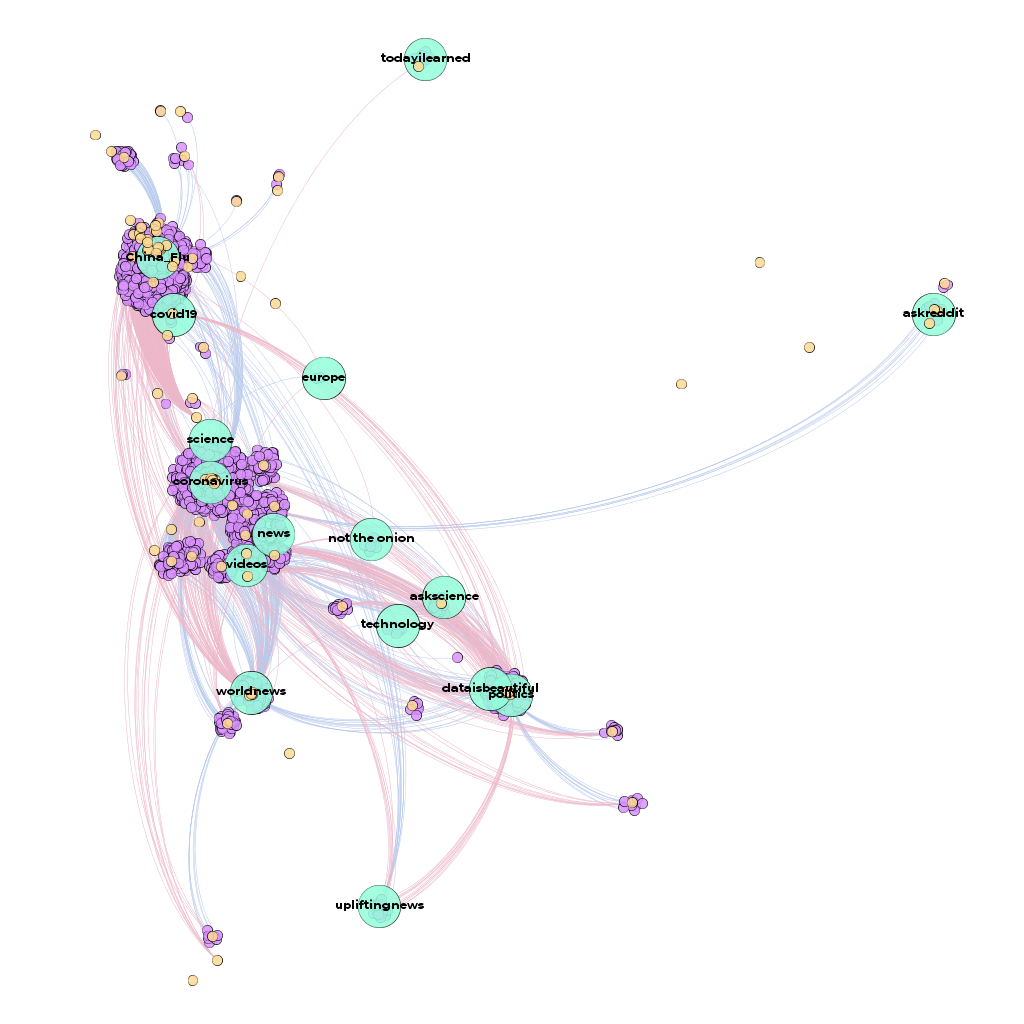 todayilearned
China_Flu
covid19
askreddit
europe
science
coronavirus
news
not the onion
videos
askscience
technology
dataisbeautiful
politics
worldnews
upliftingnews